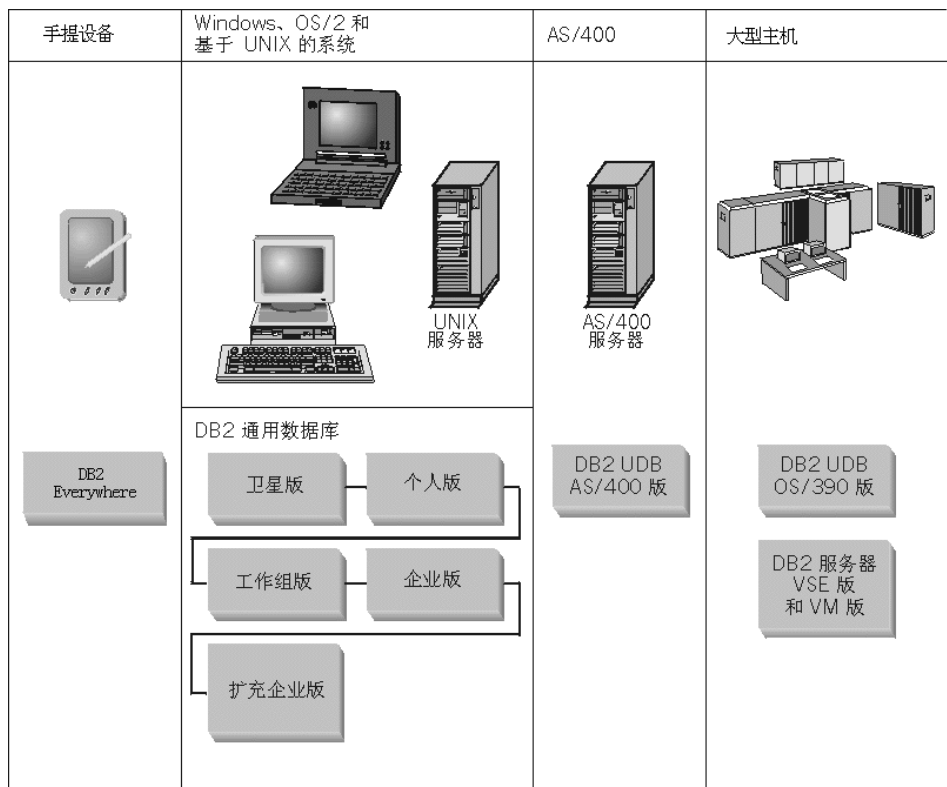 手提设备
Windows、OS/2 和
基于 UNIX 的系统
AS/400
大型主机
UNIX
服务器
AS/400
服务器
DB2
Everywhere
DB2 通用数据库
卫星版
个人版
工作组版
企业版
扩充企业版
DB2 UDB
AS/400 版
DB2 UDB
OS/390 版
DB2 服务器
VSE 版
和 VM 版